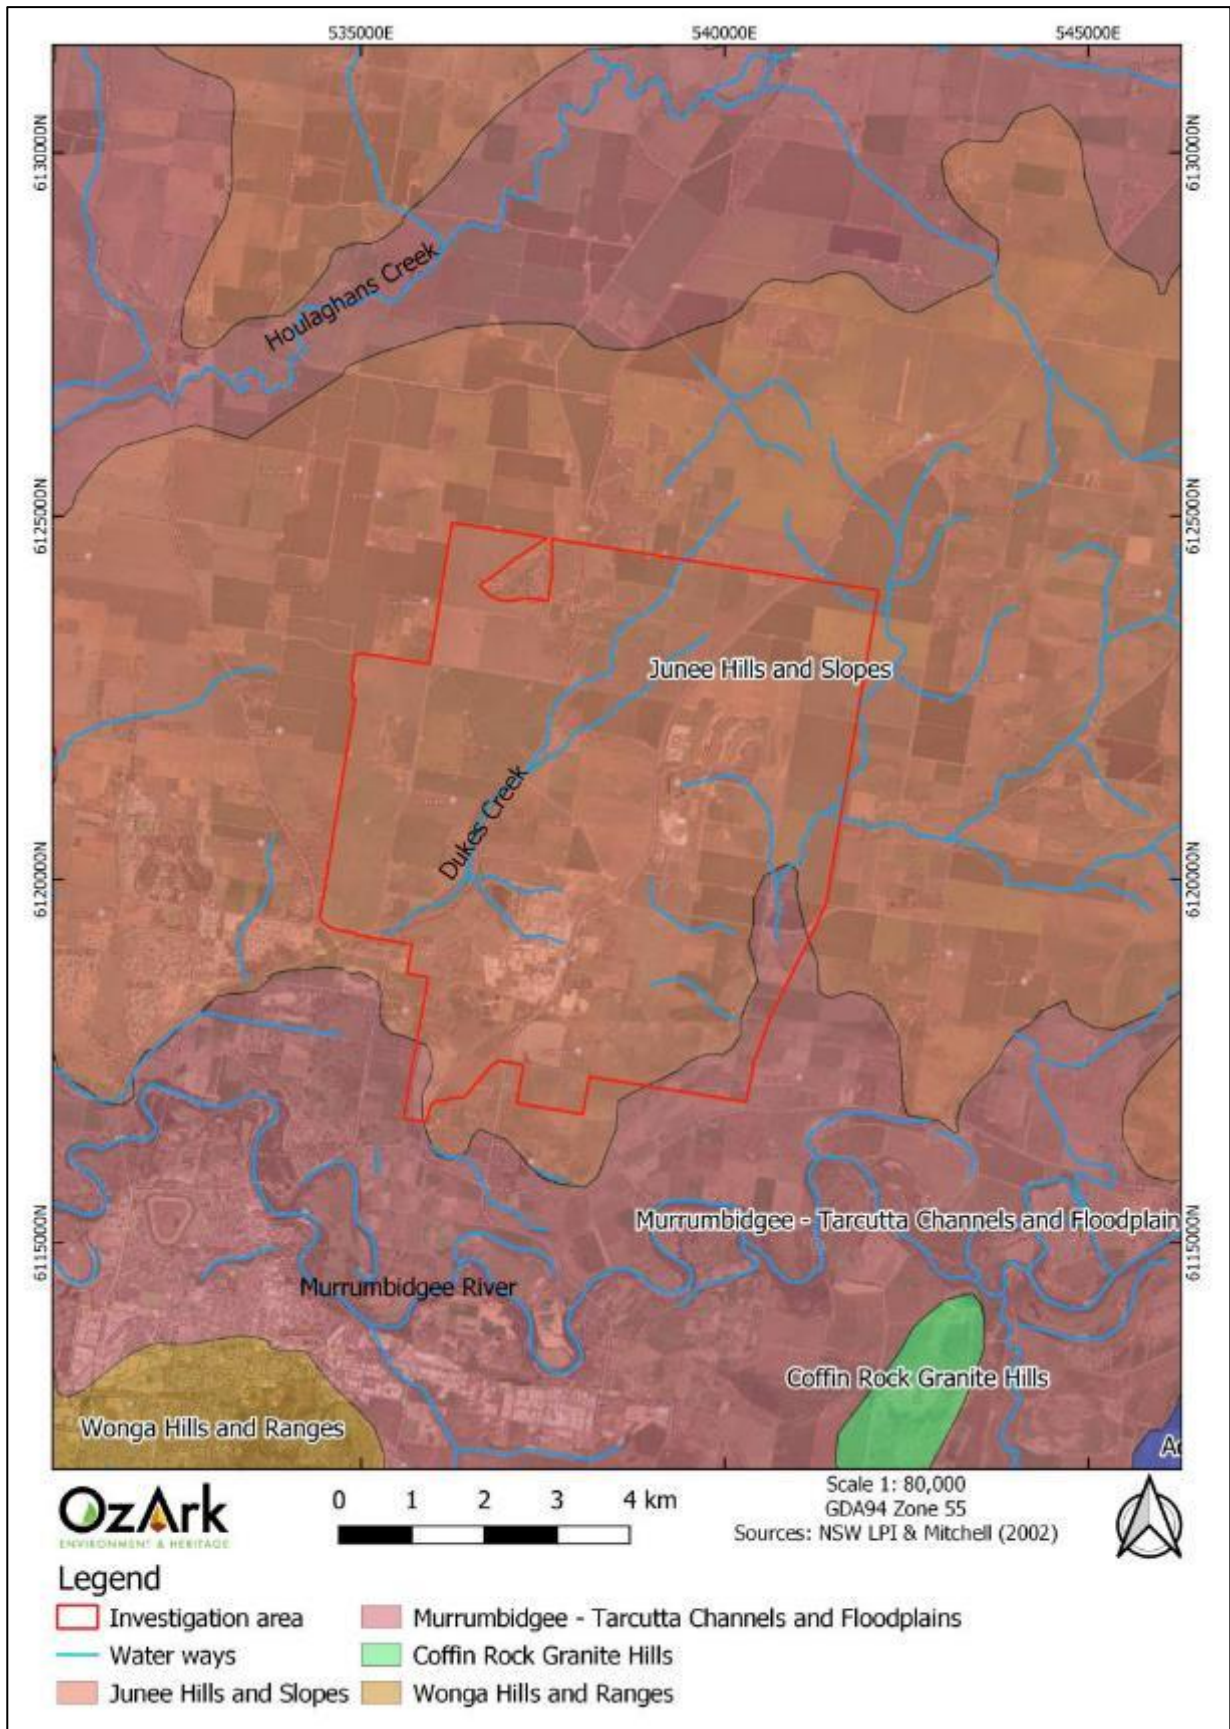 535000E
540000E
545000E
6130000N
6130000N
Houlaghans Creek
6125000N
6125000N
Junee Hills and Slopes
Dukes Creek
6120000N
6120000N
Murrumbidgee - Tarcutta Channels and Floodplain
6115000N
6115000N
Murrumbidgee River
Coffin Rock Granite Hills
Wonga Hills and Ranges
OzArk
ENVIRONMENT & HERITAGE
0 1 2 3 4 km
Scale 1: 80,000
GDA94 Zone 55
Sources: NSW LPI & Mitchell (2002)
Legend
Investigation area
Water ways
Junee Hills and Slopes
Murrumbidgee - Tarcutta Channels and Floodplains
Coffin Rock Granite Hills
Wonga Hills and Ranges